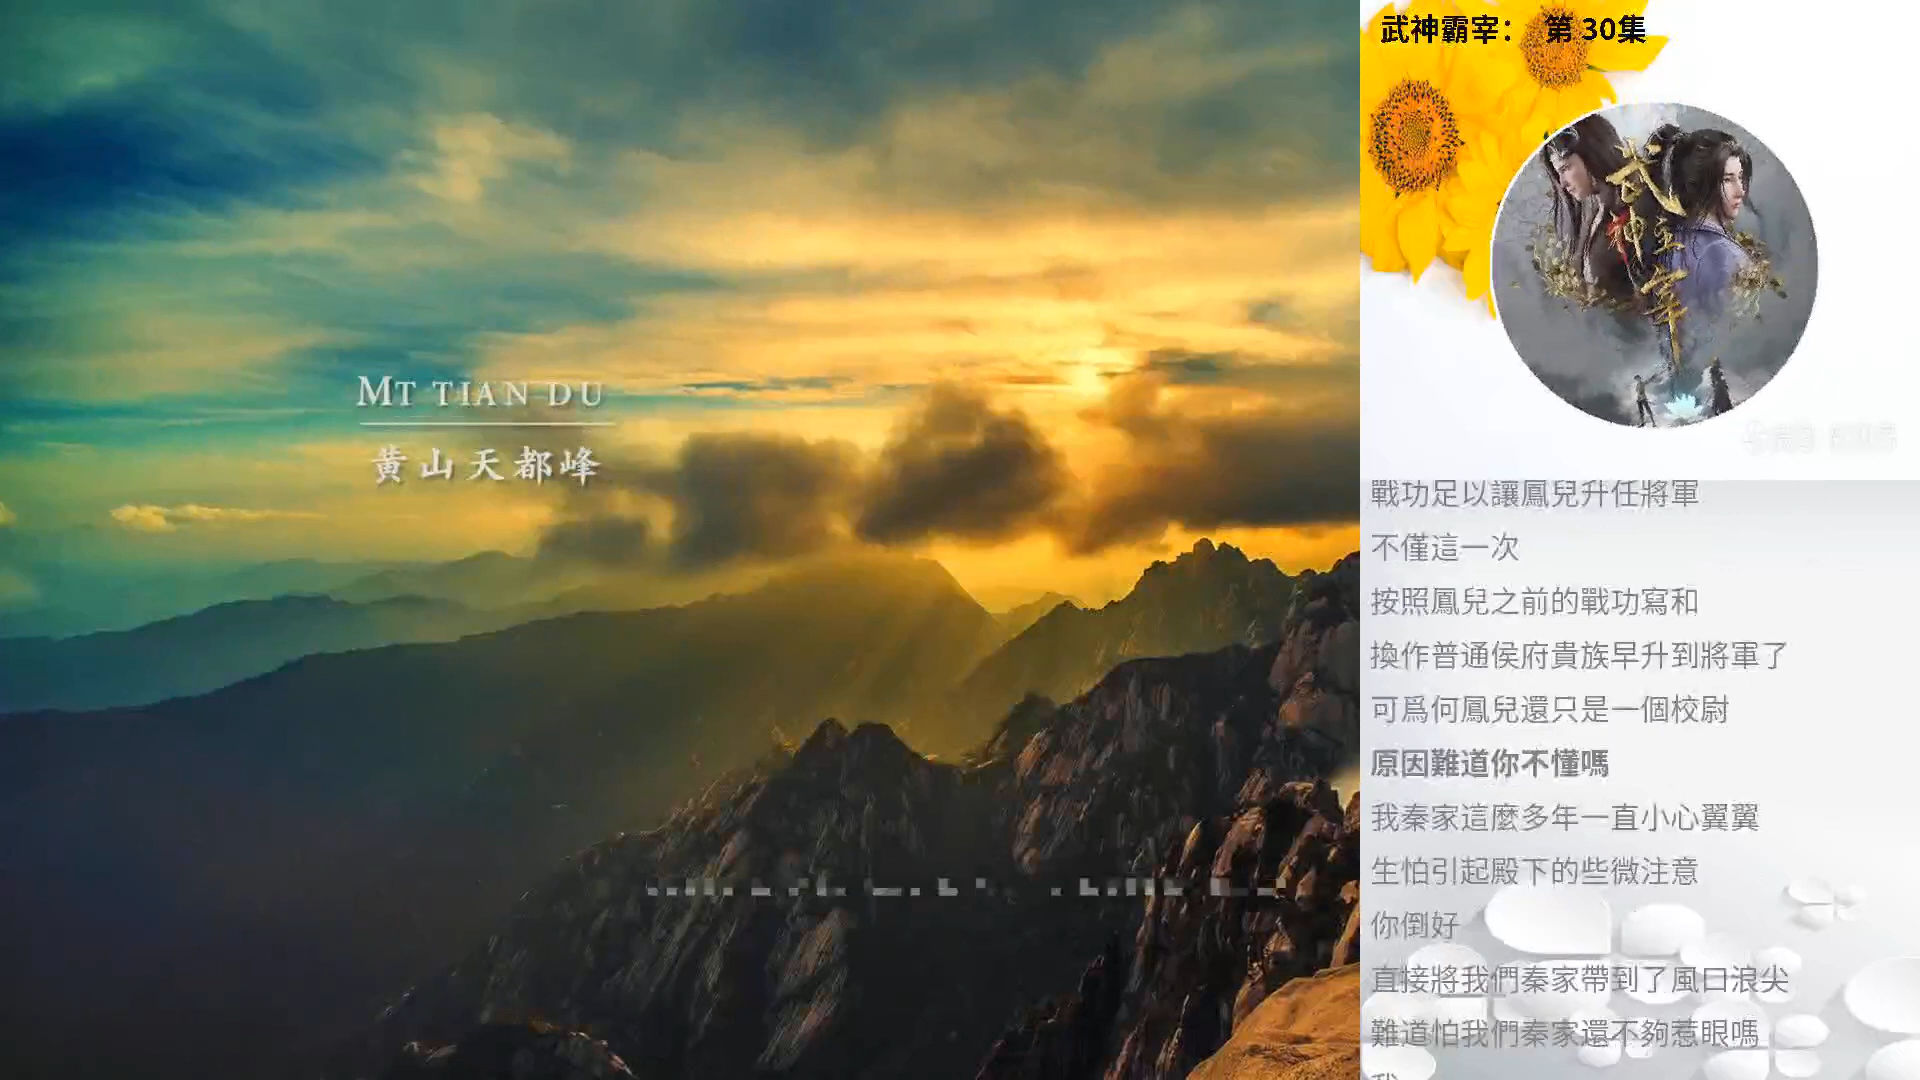 MT TIAN DU
黄山天都峰
武神霸宰： 第 30集
武神主宰
戰功足以讓鳳兒升任將軍
不僅這一次
按照鳳兒之前的戰功寫和
換作普通侯府貴族早升到將軍了
可爲何鳳兒還只是一個校尉
原因難道你不懂嗎
我秦家這麼多年一直小心翼翼
生怕引起殿下的些微注意
你倒好
直接將我們秦家帶到了風口浪尖
難道怕我們秦家還不夠惹眼嗎